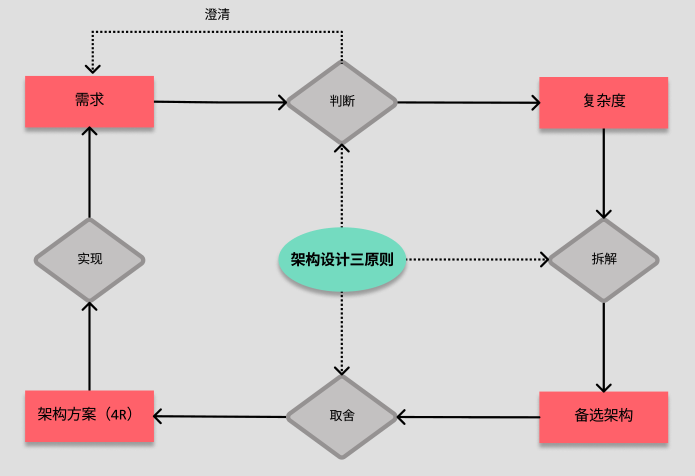 澄清
需求
判断
复杂度
实现
架构设计三原则
拆解
架构方案（4R）
取舍
备选架构